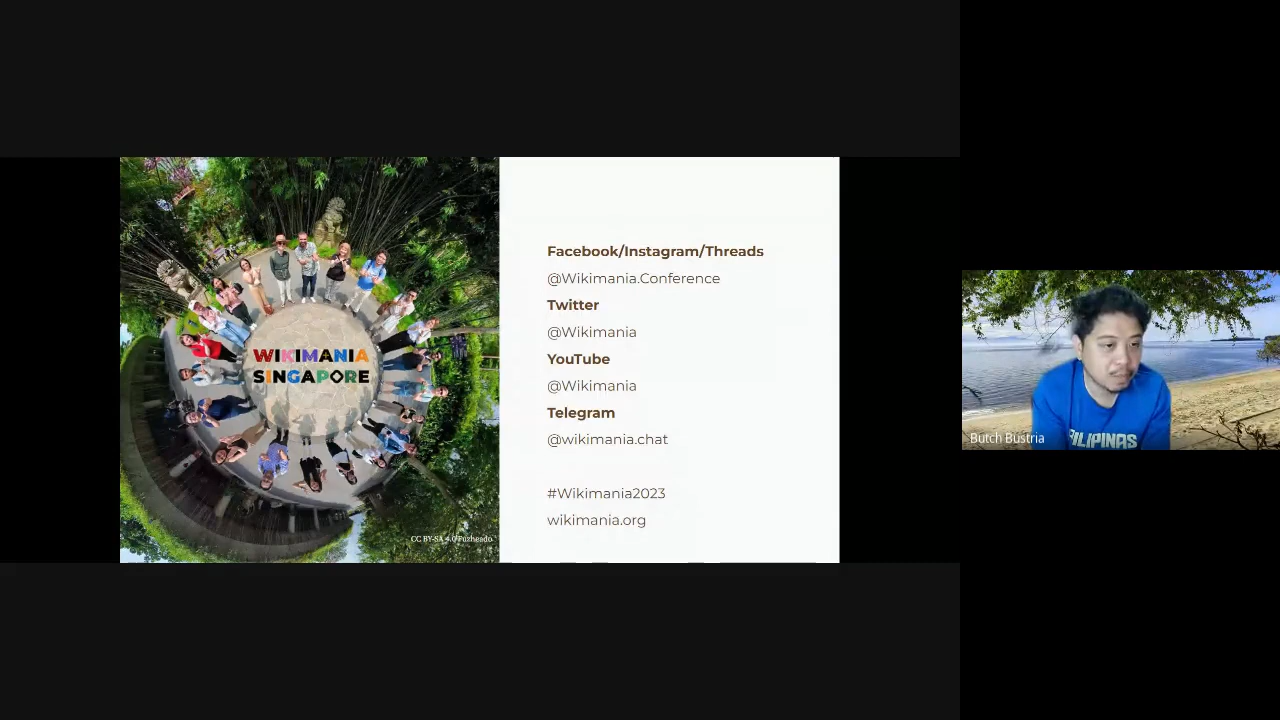 WIKIMANIA
SINGAPORE
CC BY-SA 4.0 Fuzheado
Facebook/Instagram/Threads
@Wikimania.Conference
Twitter
@Wikimania
YouTube
@Wikimania
Telegram
@wikimania.chat
#Wikimania2023
wikimania.org
Butch Bustria
PILIPINAS